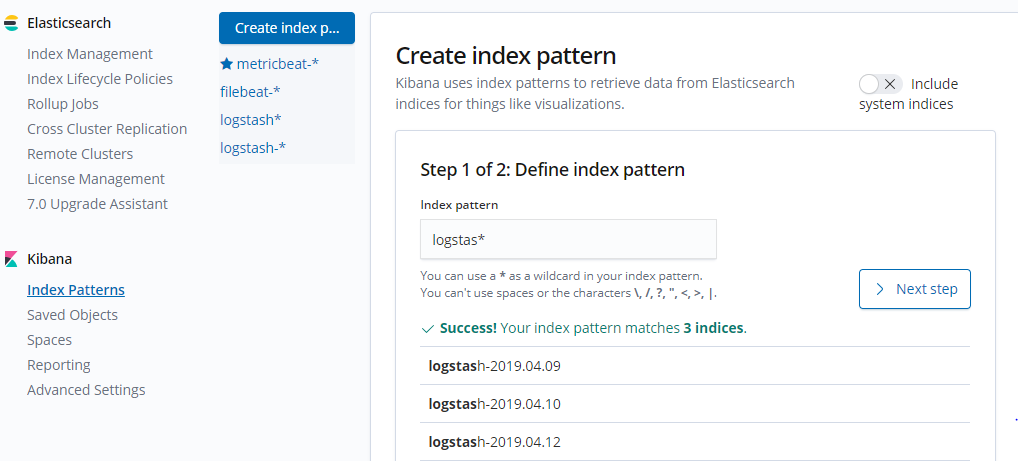 Elasticsearch
Index Management
Index Lifecycle Policies
Rollup Jobs
Cross Cluster Replication
Remote Clusters
License Management
7.0 Upgrade Assistant
Kibana
Index Patterns
Saved Objects
Spaces
Reporting
Advanced Settings
Create index p...
metricbeat-*
filebeat-*
logstash*
logstash-*
Create index pattern
Kibana uses index patterns to retrieve data from Elasticsearch
indices for things like visualizations.
Include
system indices
Step 1 of 2: Define index pattern
Index pattern
logstas*
You can use a * as a wildcard in your index pattern.
You can't use spaces or the characters \, /, ?, ", <, >, |.
Next step
Success! Your index pattern matches 3 indices.
logstash-2019.04.09
logstash-2019.04.10
logstash-2019.04.12